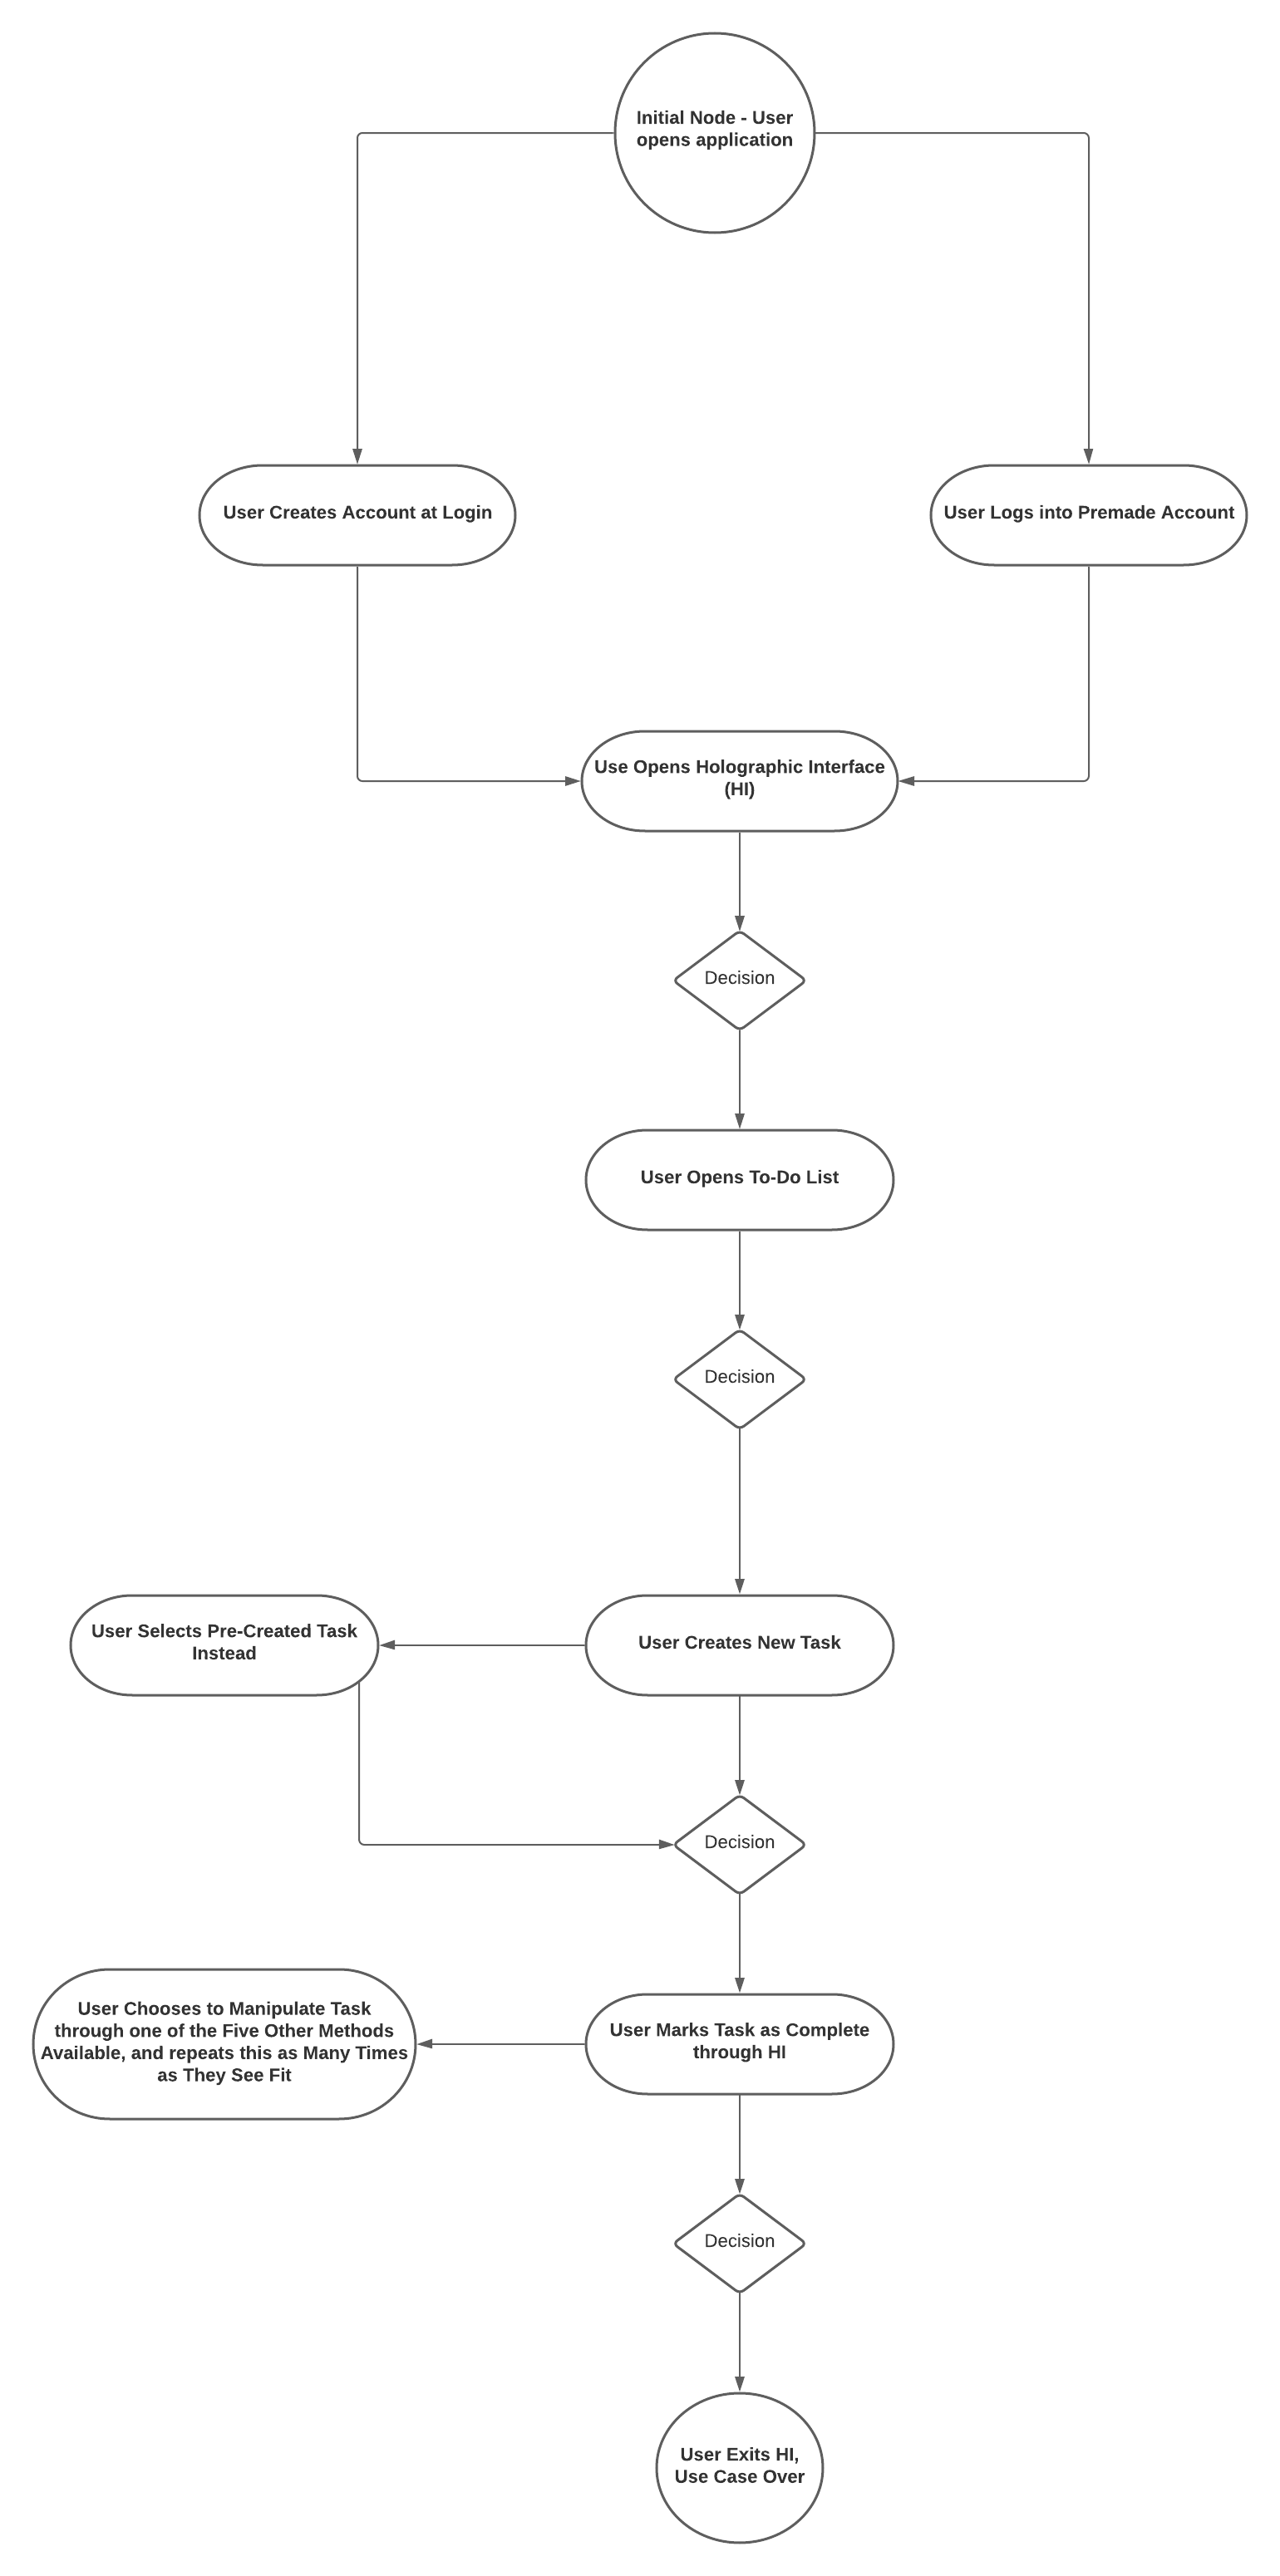 Initial Node - User
opens application
User Creates Account at Login
User Logs into Premade Account
Use Opens Holographic Interface
(HI)
Decision
User Opens To-Do List
Decision
User Selects Pre-Created Task
Instead
User Creates New Task
Decision
User Chooses to Manipulate Task
through one of the Five Other Methods
Available, and repeats this as Many Times
as They See Fit
User Marks Task as Complete
through HI
Decision
User Exits HI,
Use Case Over